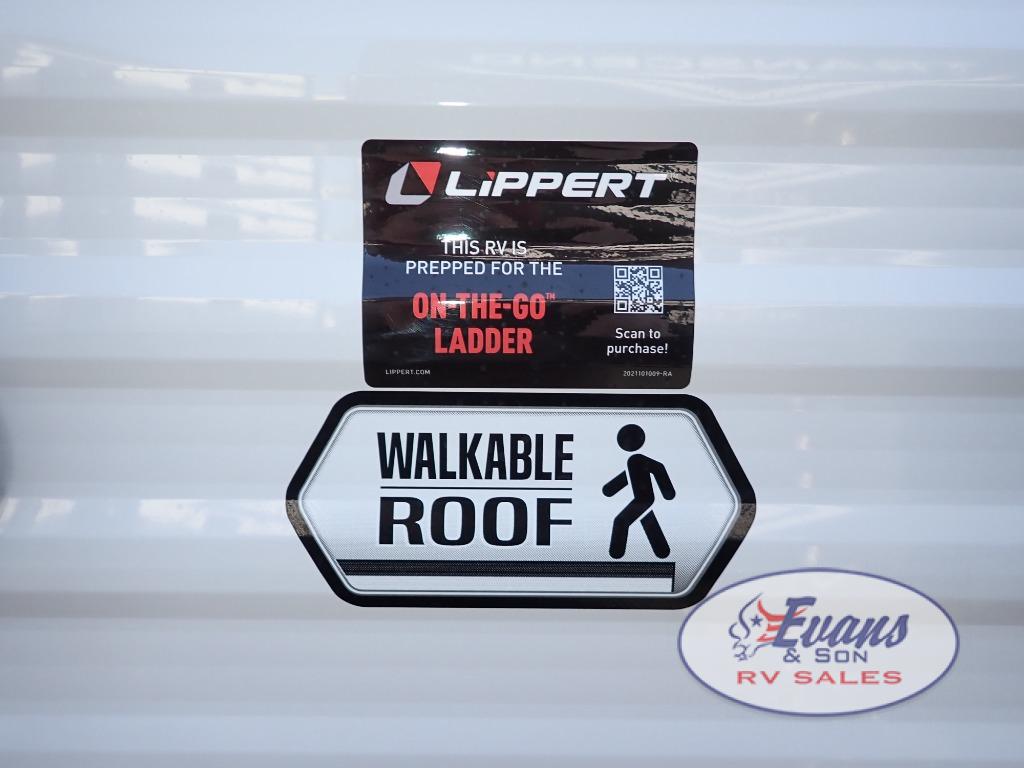 LIPPERT
THIS RV IS
PREPPED FOR THE
ON-THE-GO™
LADDER
Scan to
purchase!
LIPPERT.COM
2021101009-RA
WALKABLE
ROOF
Evans
& SON
RV SALES